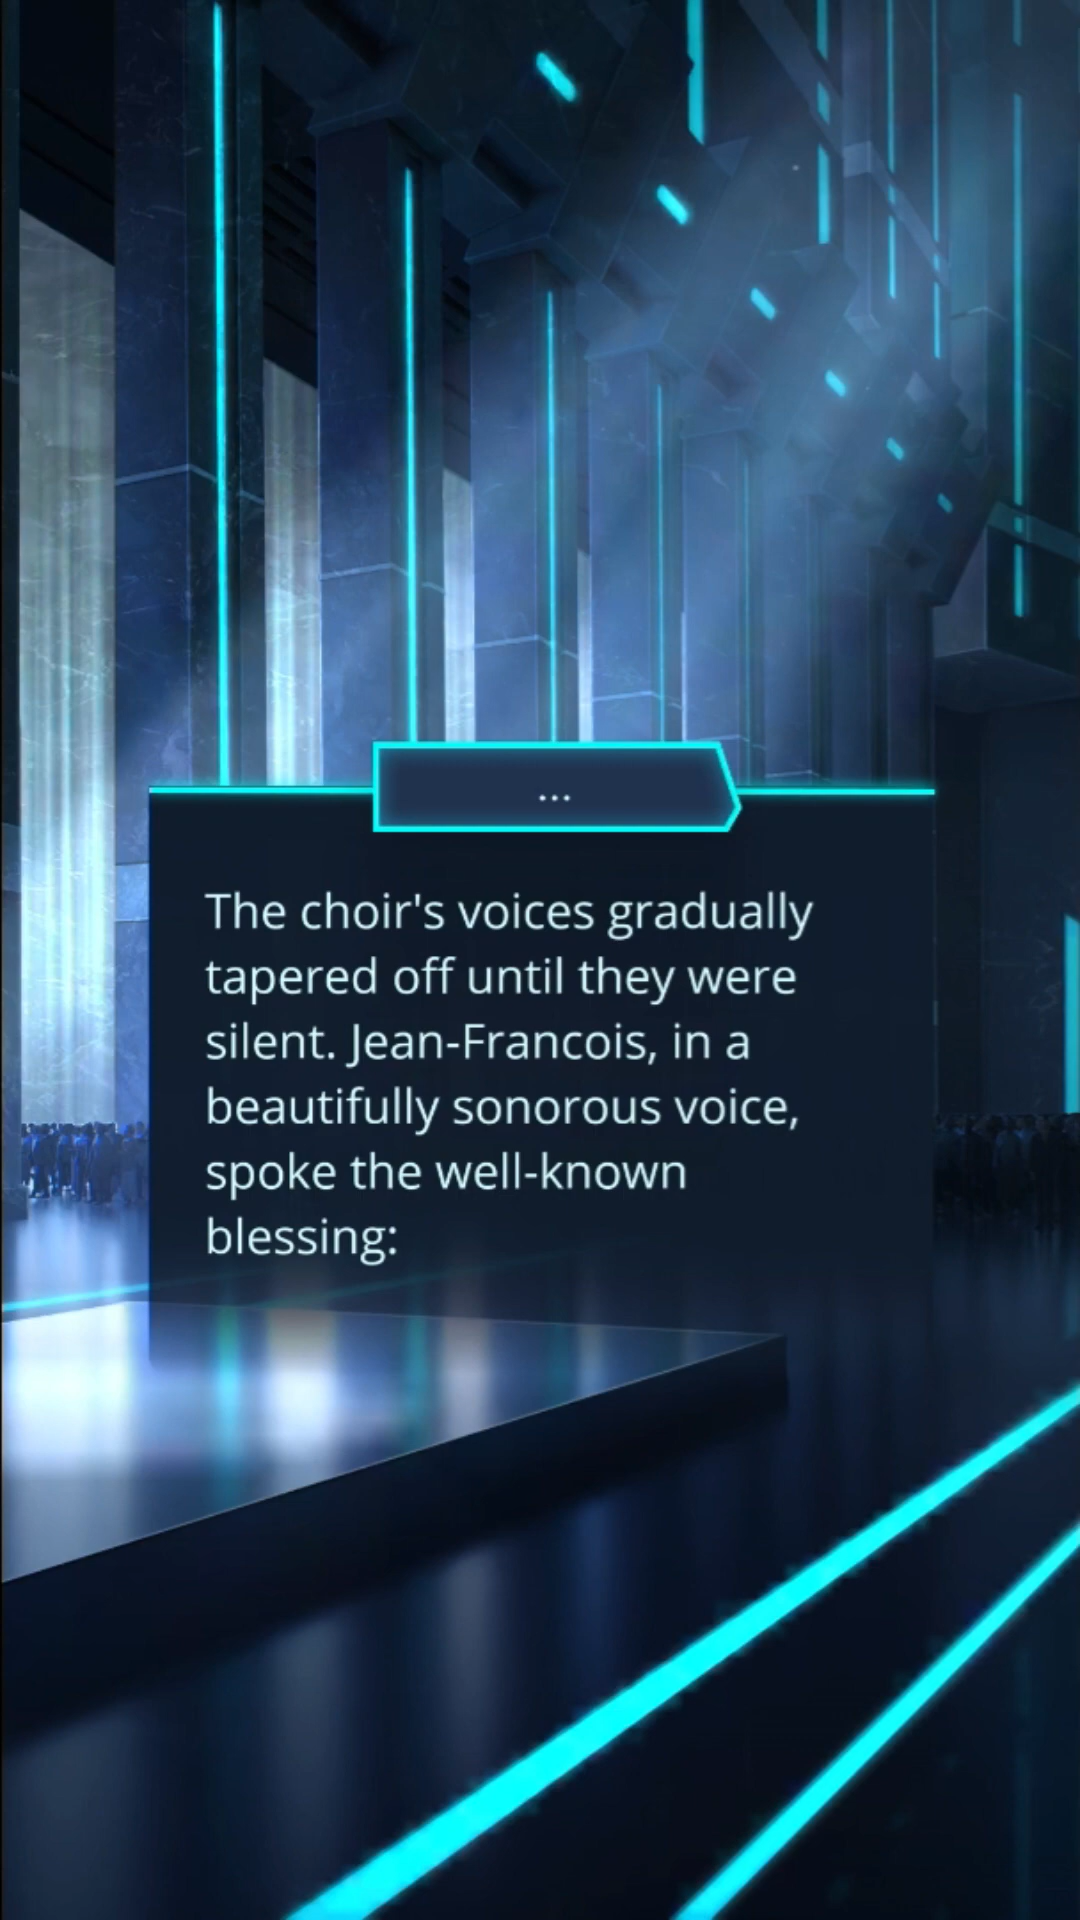 ...
The choir's voices gradually
tapered off until they were
silent. Jean-Francois, in a
beautifully sonorous voice,
spoke the well-known
blessing: